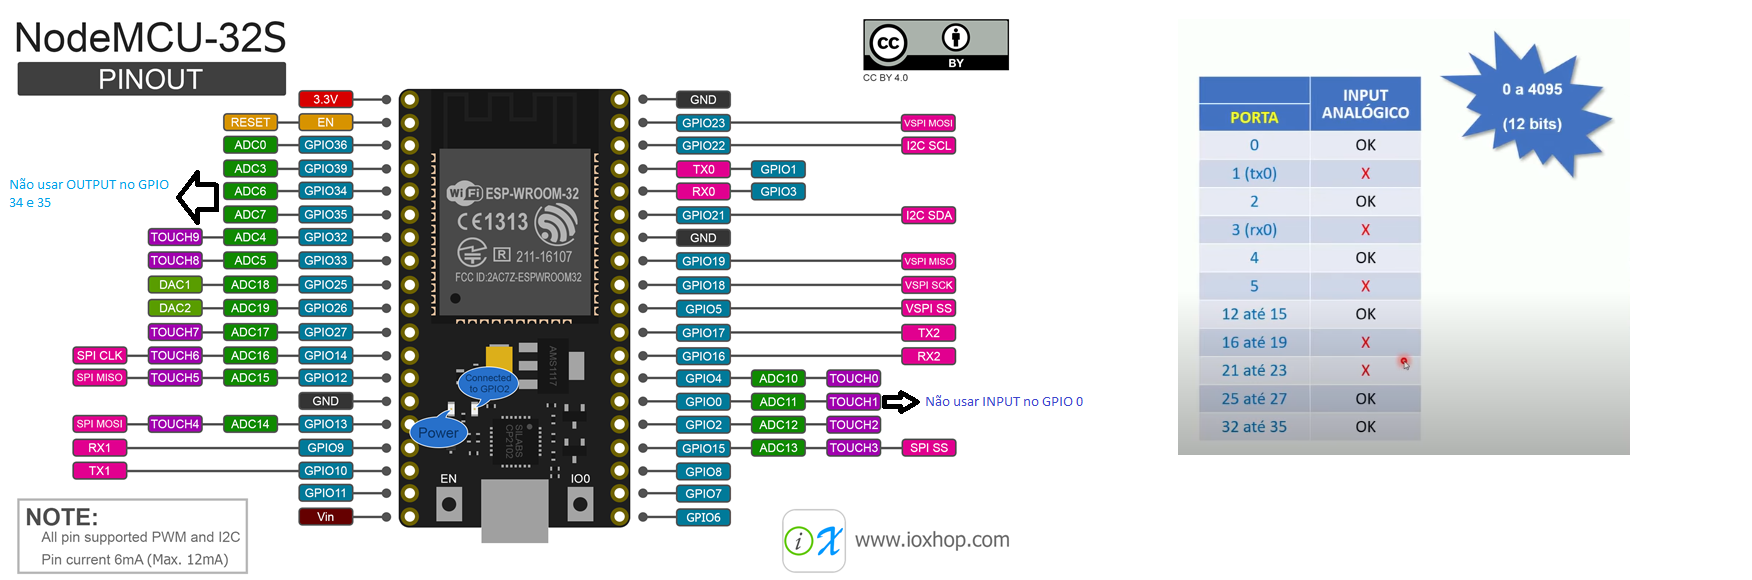 NodeMCU-32S
PINOUT
CC
BY
CC BY 4.0
3.3V
RESET EN
ADC0 GPIO36
ADC3 GPIO39
ADC6 GPIO34
ADC7 GPIO35
TOUCH9 ADC4 GPIO32
TOUCH8 ADC5 GPIO33
DAC1 ADC18 GPIO25
DAC2 ADC19 GPIO26
TOUCH7 ADC17 GPIO27
SPI CLK TOUCH6 ADC16 GPIO14
SPI MISO TOUCH5 ADC15 GPIO12
GND
SPI MOSI TOUCH4 ADC14 GPIO13
RX1 GPIO9
TX1 GPIO10
GPIO11
Vin
Não usar OUTPUT no GPIO
34 e 35
WiFi ESP-WROOM-32
CE1313
R 211-16107
FCC ID:2AC7Z-ESPWROOM32
AMS1117
Connected
to GPIO2
Power
SILABS
CP2102
EN
IO0
GND
GPIO23 VSPI MOSI
GPIO22 I2C SCL
TX0 GPIO1
RX0 GPIO3
GPIO21 I2C SDA
GND
GPIO19 VSPI MISO
GPIO18 VSPI SCK
GPIO5 VSPI SS
GPIO17 TX2
GPIO16 RX2
GPIO4 ADC10 TOUCH0
GPIO0 ADC11 TOUCH1
Não usar INPUT no GPIO 0
GPIO2 ADC12 TOUCH2
GPIO15 ADC13 TOUCH3 SPI SS
GPIO8
GPIO7
GPIO6
NOTE:
All pin supported PWM and I2C
Pin current 6mA (Max. 12mA)
iX www.ioxhop.com
PORTA INPUT
ANALÓGICO
0 OK
1 (tx0) X
2 OK
3 (rx0) X
4 OK
5 X
12 até 15 OK
16 até 19 X
21 até 23 X
25 até 27 OK
32 até 35 OK
0 a 4095
(12 bits)